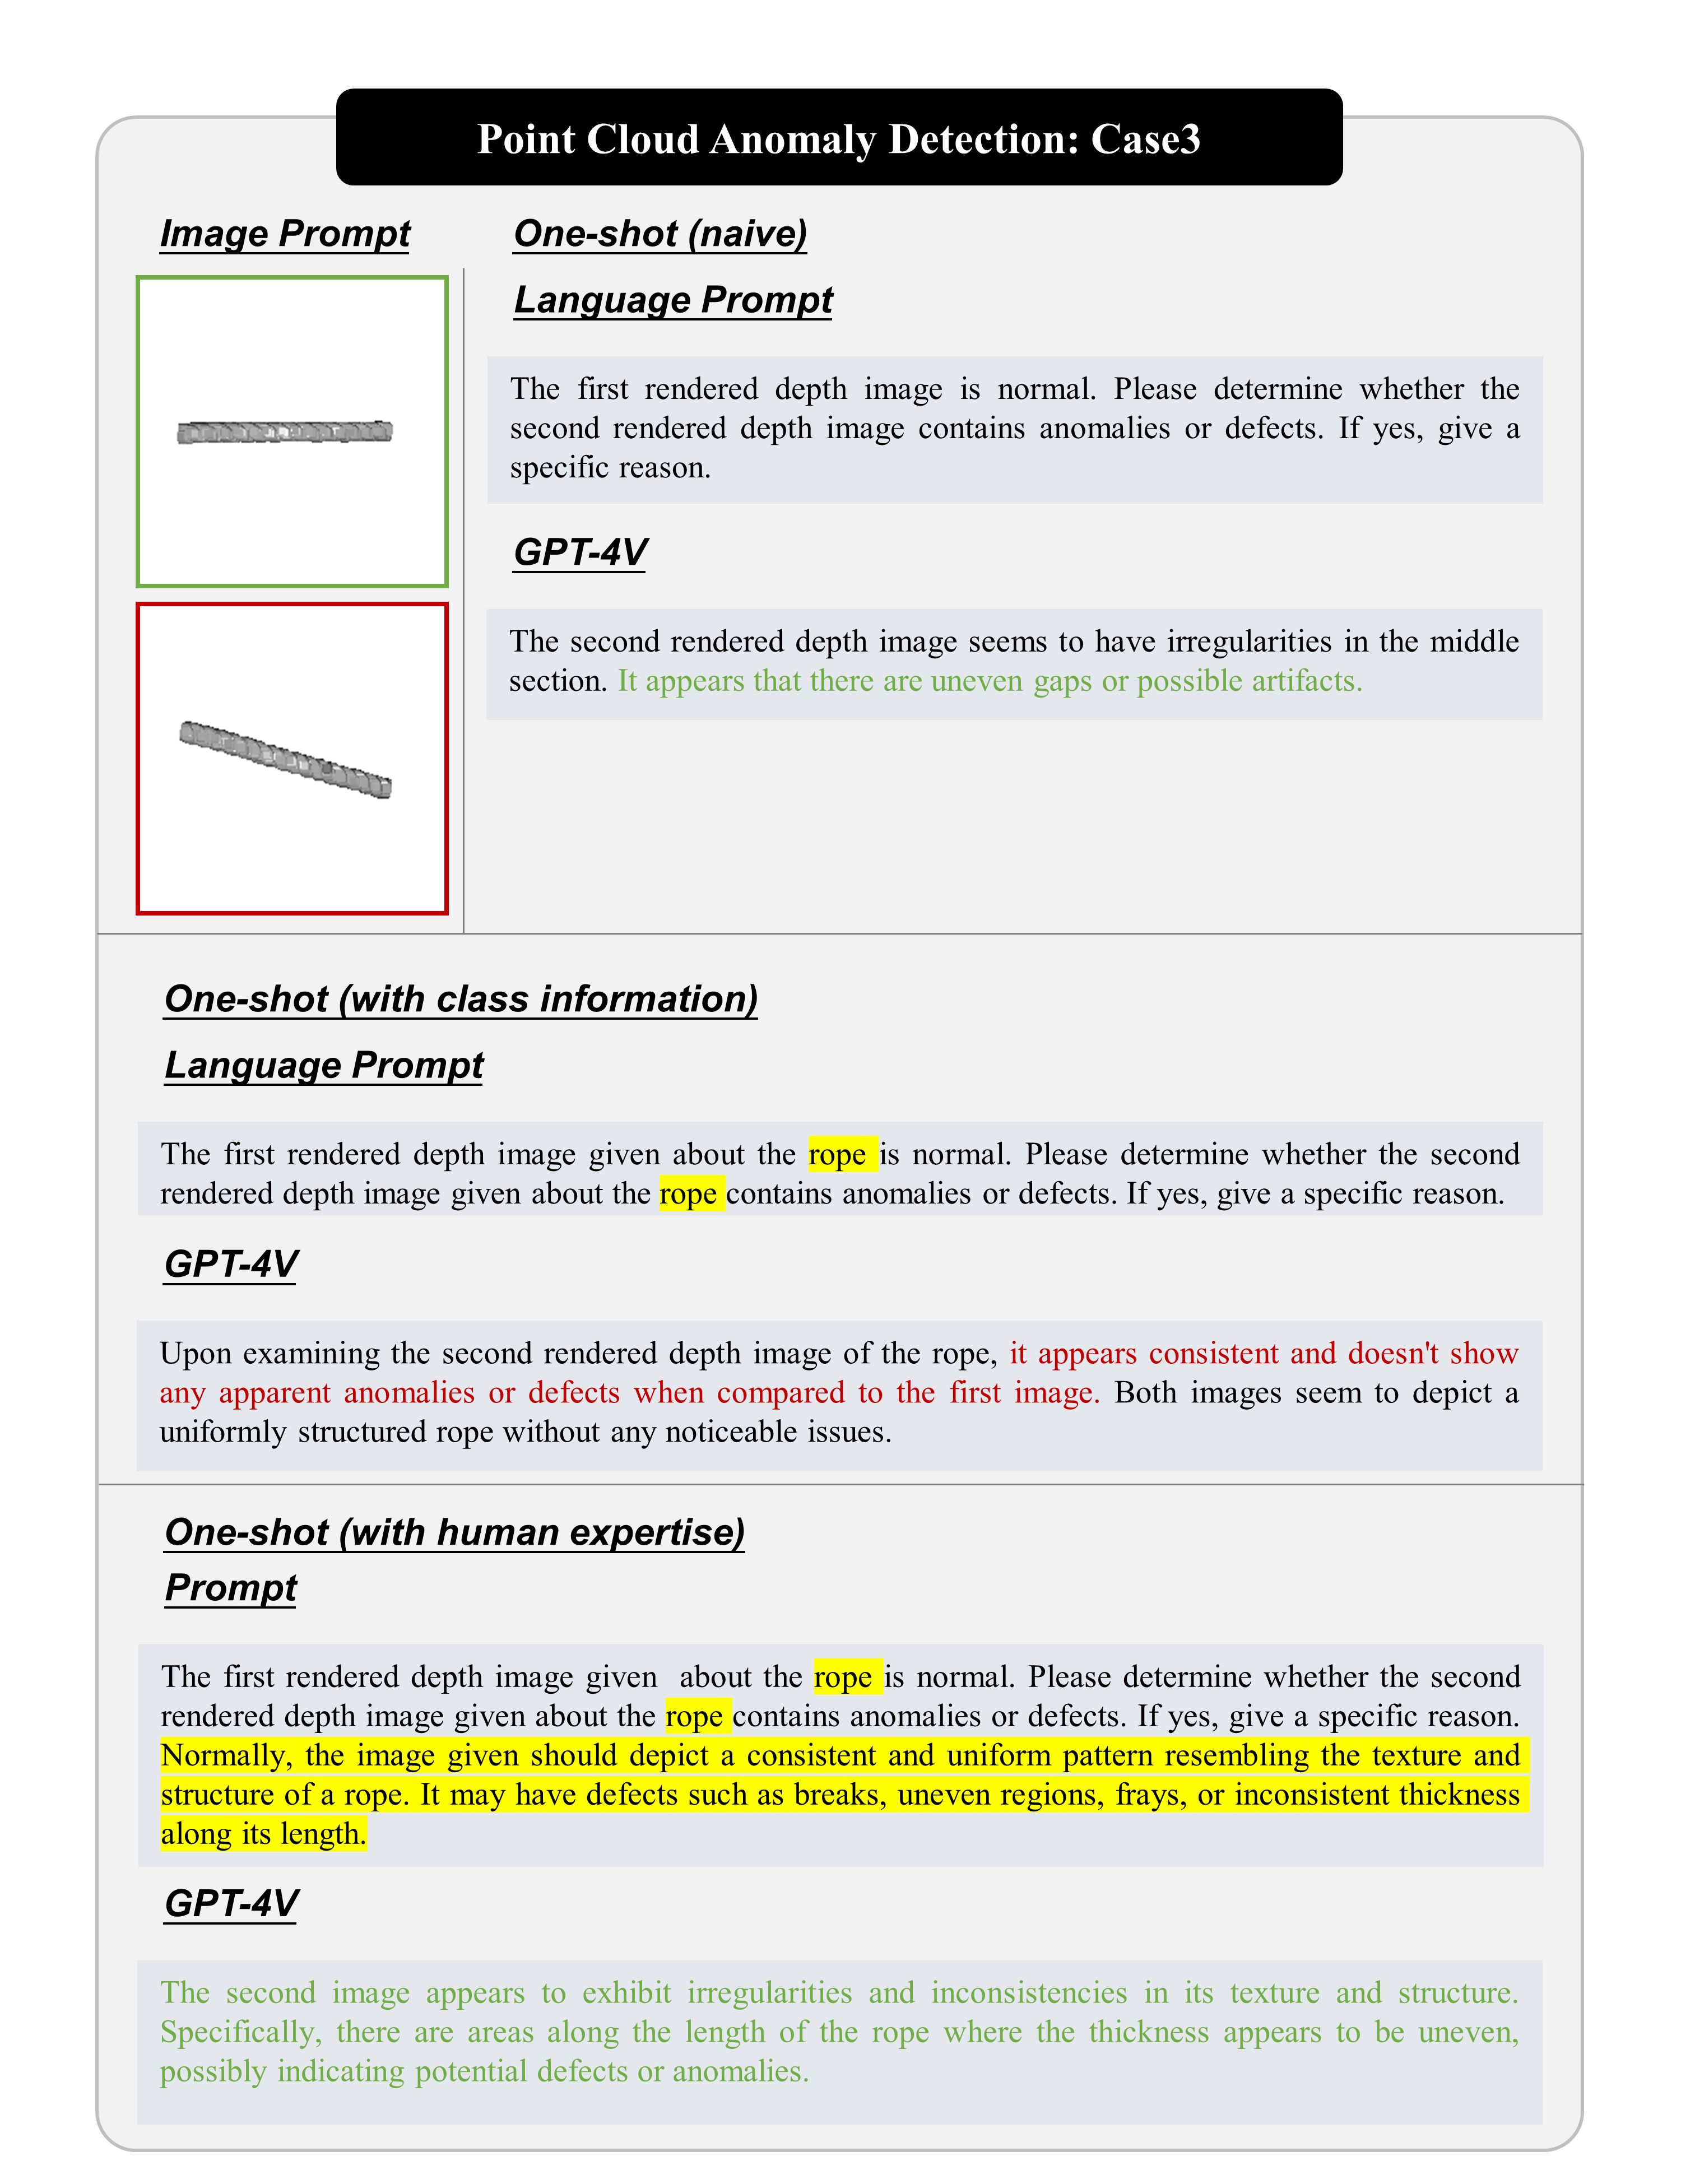 Point Cloud Anomaly Detection: Case3
Image Prompt
One-shot (naive)
Language Prompt
The first rendered depth image is normal. Please determine whether the
second rendered depth image contains anomalies or defects. If yes, give a
specific reason.
GPT-4V
The second rendered depth image seems to have irregularities in the middle
section. It appears that there are uneven gaps or possible artifacts.
One-shot (with class information)
Language Prompt
The first rendered depth image given about the rope is normal. Please determine whether the second
rendered depth image given about the rope contains anomalies or defects. If yes, give a specific reason.
GPT-4V
Upon examining the second rendered depth image of the rope, it appears consistent and doesn't show
any apparent anomalies or defects when compared to the first image. Both images seem to depict a
uniformly structured rope without any noticeable issues.
One-shot (with human expertise)
Prompt
The first rendered depth image given about the rope is normal. Please determine whether the second
rendered depth image given about the rope contains anomalies or defects. If yes, give a specific reason.
Normally, the image given should depict a consistent and uniform pattern resembling the texture and
structure of a rope. It may have defects such as breaks, uneven regions, frays, or inconsistent thickness
along its length.
GPT-4V
The second image appears to exhibit irregularities and inconsistencies in its texture and structure.
Specifically, there are areas along the length of the rope where the thickness appears to be uneven,
possibly indicating potential defects or anomalies.